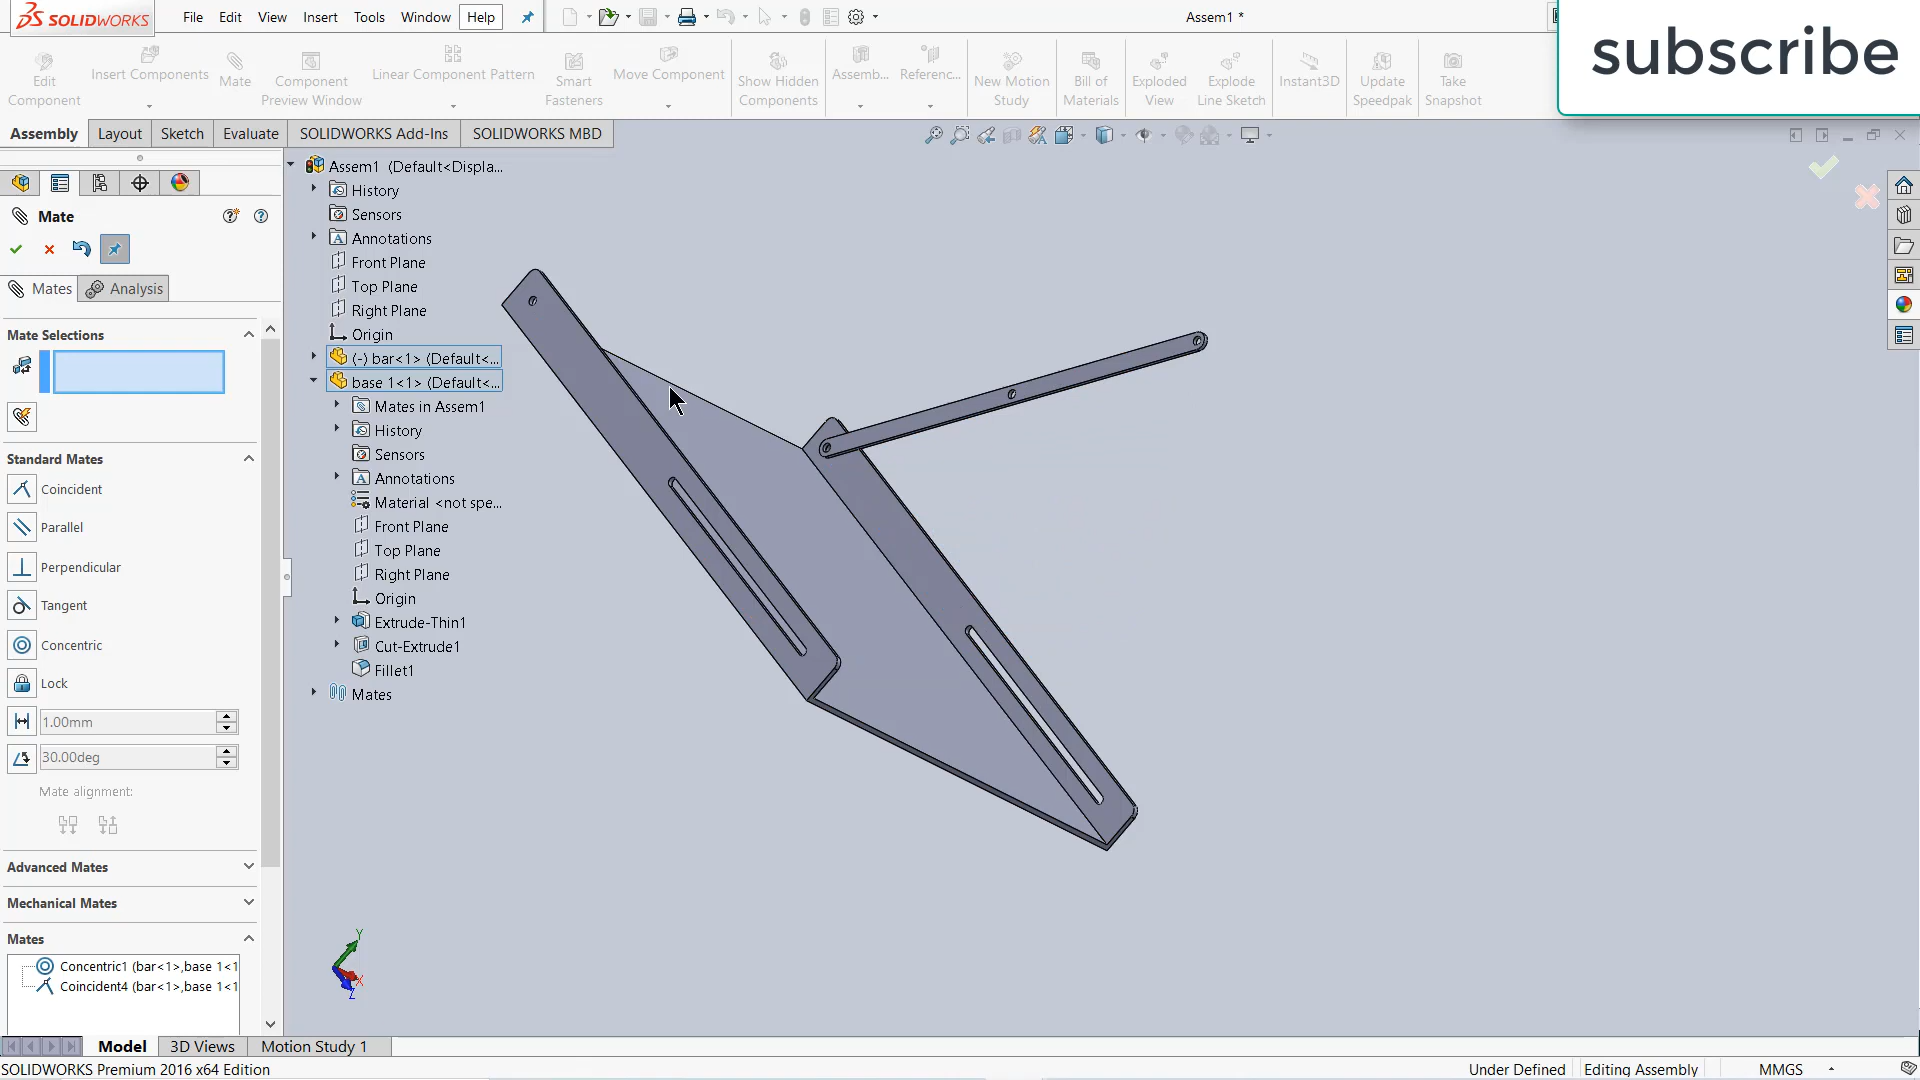 SOLIDWORKS
File
Edit
View
Insert
Tools
Window
Help
Assem1 *
subscribe
Edit
Component
Insert Components
Mate
Component
Preview Window
Linear Component Pattern
Smart
Fasteners
Move Component
Show Hidden
Components
Assemb...
Referenc...
New Motion
Study
Bill of
Materials
Exploded
View
Explode
Line Sketch
Instant3D
Update
Speedpak
Take
Snapshot
Assembly
Layout
Sketch
Evaluate
SOLIDWORKS Add-Ins
SOLIDWORKS MBD
Mate
Mates
Analysis
Mate Selections
Standard Mates
Coincident
Parallel
Perpendicular
Tangent
Concentric
Lock
1.00mm
30.00deg
Mate alignment:
Advanced Mates
Mechanical Mates
Mates
Concentric1 (bar<1>,base 1<1
Coincident4 (bar<1>,base 1<1
Assem1 (Default<Displa...
History
Sensors
Annotations
Front Plane
Top Plane
Right Plane
Origin
(-) bar<1> (Default<...
base 1<1> (Default<...
Mates in Assem1
History
Sensors
Annotations
Material <not spe...
Front Plane
Top Plane
Right Plane
Origin
Extrude-Thin1
Cut-Extrude1
Fillet1
Mates
Y
X
Z
Model
3D Views
Motion Study 1
SOLIDWORKS Premium 2016 x64 Edition
Under Defined
Editing Assembly
MMGS